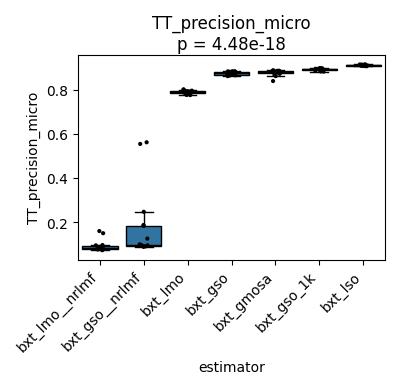 TT_precision_micro
p = 4.48e-18
TT_precision_micro
0.8
0.6
0.4
0.2
bxt_lmo__nrlmf
bxt_gso__nrlmf
bxt_lmo
bxt_gso
bxt_gmosa
bxt_gso_1k
bxt_lso
estimator